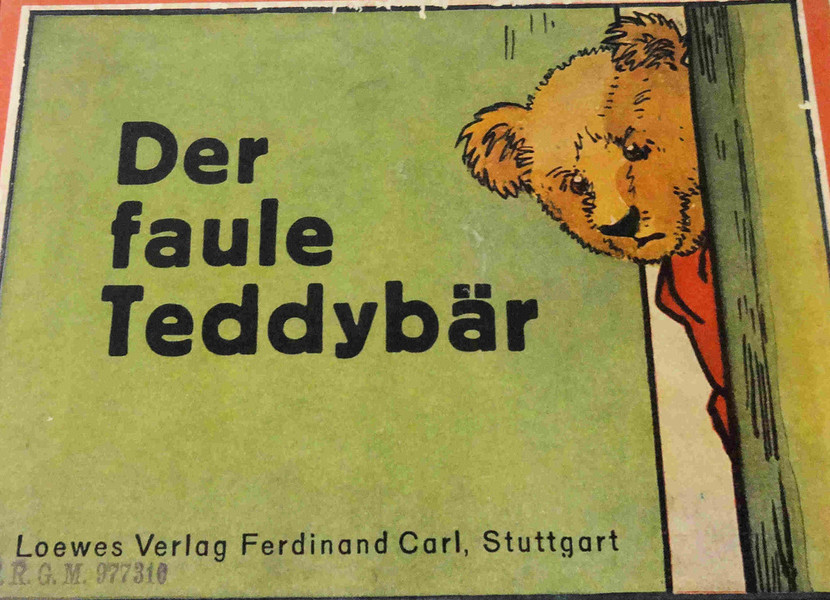 Der
faule
Teddybär
Loewes Verlag Ferdinand Carl, Stuttgart
R. G. M. 977310